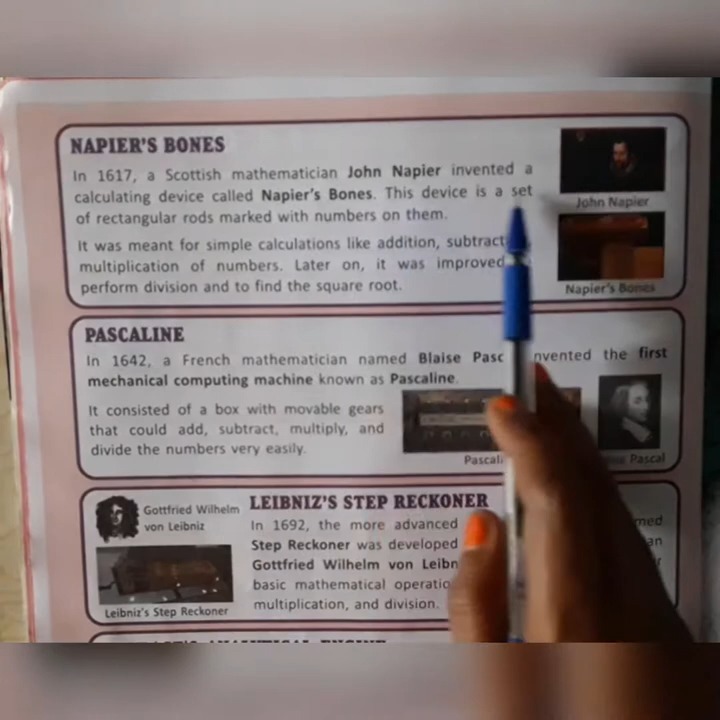 NAPIER'S BONES
In 1617, a Scottish mathematician John Napier invented a
calculating device called Napier's Bones. This device is a set
of rectangular rods marked with numbers on them.
It was meant for simple calculations like addition, subtract
multiplication of numbers. Later on, it was improved
perform division and to find the square root.
John Napier
Napier's Bones
PASCALINE
In 1642, a French mathematician named Blaise Pasc nvented the first
mechanical computing machine known as Pascaline.
It consisted of a box with movable gears
that could add, subtract, multiply, and
divide the numbers very easily.
Pascal
Pascal
Gottfried Wilhelm
von Leibniz
Leibniz's Step Reckoner
LEIBNIZ'S STEP RECKONER
In 1692, the more advanced med
Step Reckoner was developed an
Gottfried Wilhelm von Leibn
basic mathematical operatio
multiplication, and division.
ANALYTICAL ENGINE